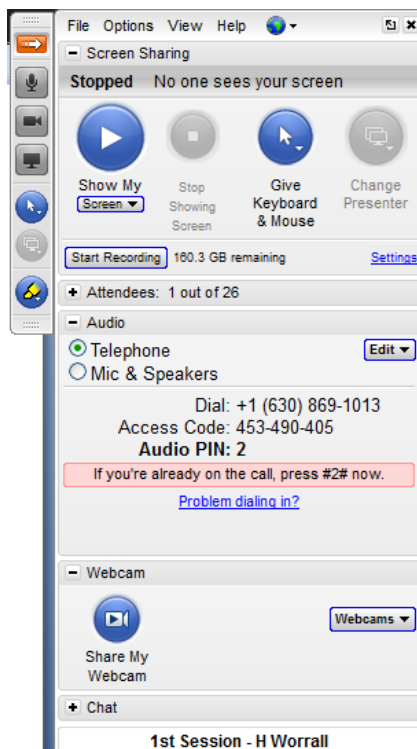 File Options View Help
Screen Sharing
Stopped No one sees your screen
Show My
Screen
Stop
Showing
Screen
Give
Keyboard
& Mouse
Change
Presenter
Start Recording 160.3 GB remaining Settings
Attendees: 1 out of 26
Audio
Telephone Edit
Mic & Speakers
Dial: +1 (630) 869-1013
Access Code: 453-490-405
Audio PIN: 2
If you're already on the call, press #2# now.
Problem dialing in?
Webcam
Webcams
Share My
Webcam
Chat
1st Session - H Worrall